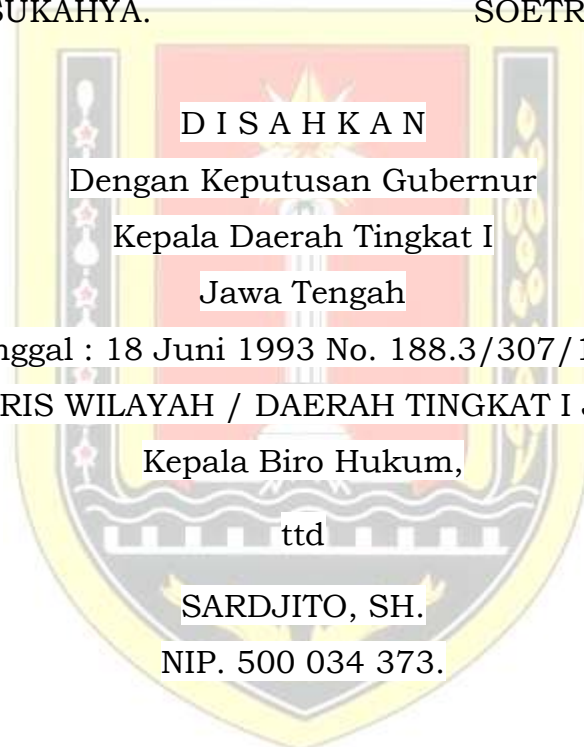 SUKAHYA. SOETR
D I S A H K A N
Dengan Keputusan Gubernur
Kepala Daerah Tingkat I
Jawa Tengah
nggal : 18 Juni 1993 No. 188.3/307/1
RIS WILAYAH / DAERAH TINGKAT I
Kepala Biro Hukum,
ttd
SARDJITO, SH.
NIP. 500 034 373.